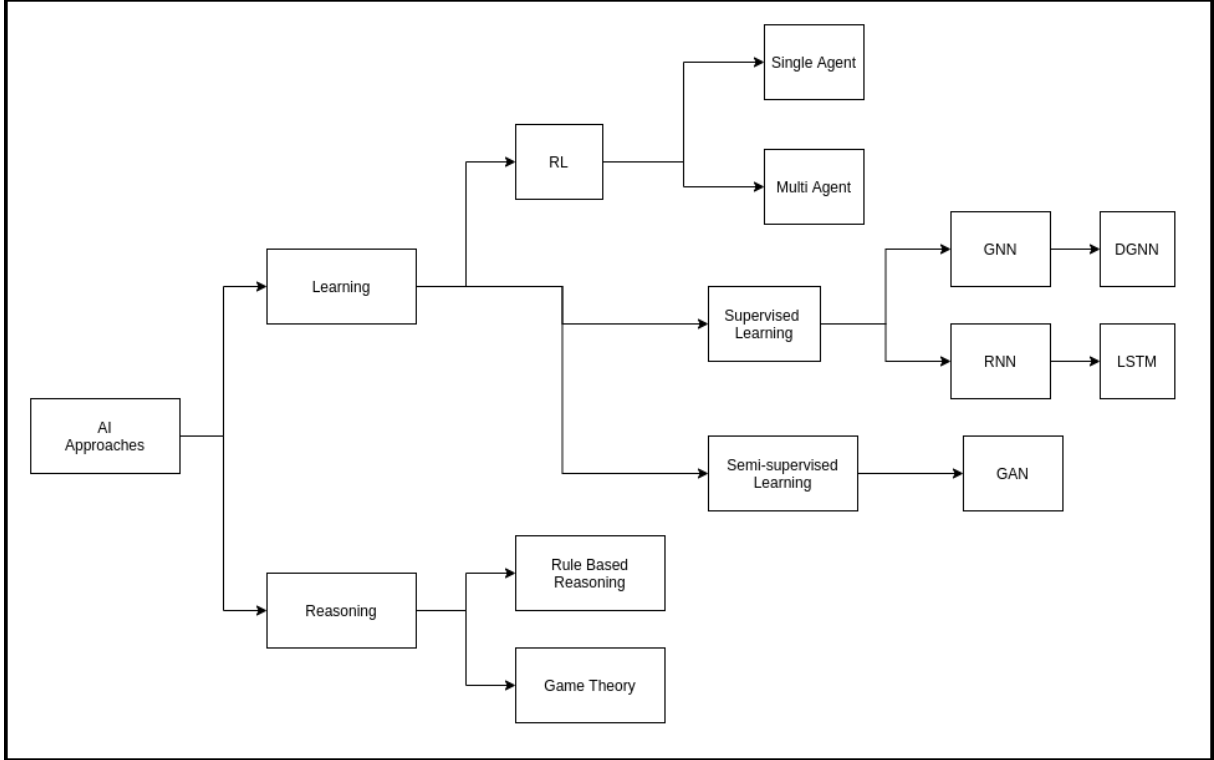 Single Agent
RL
Multi Agent
GNN
DGNN
Learning
Supervised
Learning
RNN
LSTM
AI
Approaches
Semi-supervised
Learning
GAN
Rule Based
Reasoning
Reasoning
Game Theory